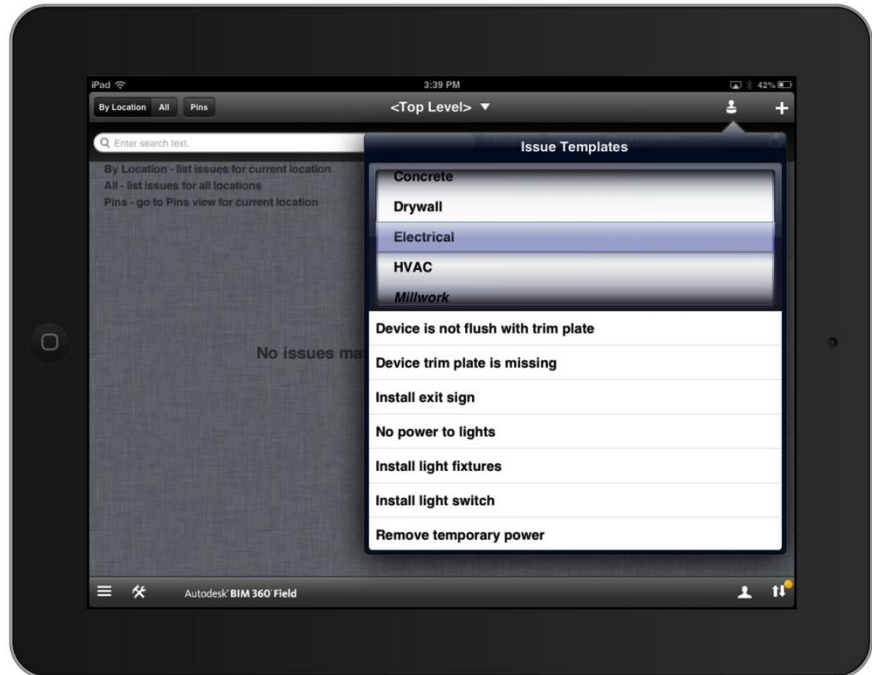 iPad
3:39 PM
42%
By Location All Pins
<Top Level>
Enter search text.
Issue Templates
By Location - list issues for current location
All - list issues for all locations
Pins - go to Pins view for current location
Concrete
Drywall
Electrical
HVAC
Millwork
No issues ma
Device is not flush with trim plate
Device trim plate is missing
Install exit sign
No power to lights
Install light fixtures
Install light switch
Remove temporary power
Autodesk® BIM 360® Field